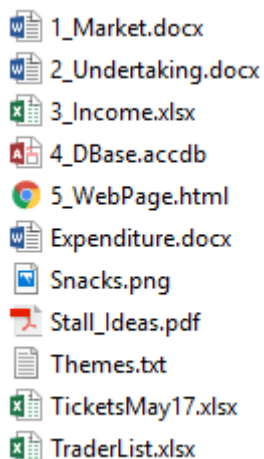 1_Market.docx
2_Undertaking.docx
3_Income.xlsx
4_DBase.accdb
5_WebPage.html
Expenditure.docx
Snacks.png
Stall_Ideas.pdf
Themes.txt
TicketsMay17.xlsx
TraderList.xlsx